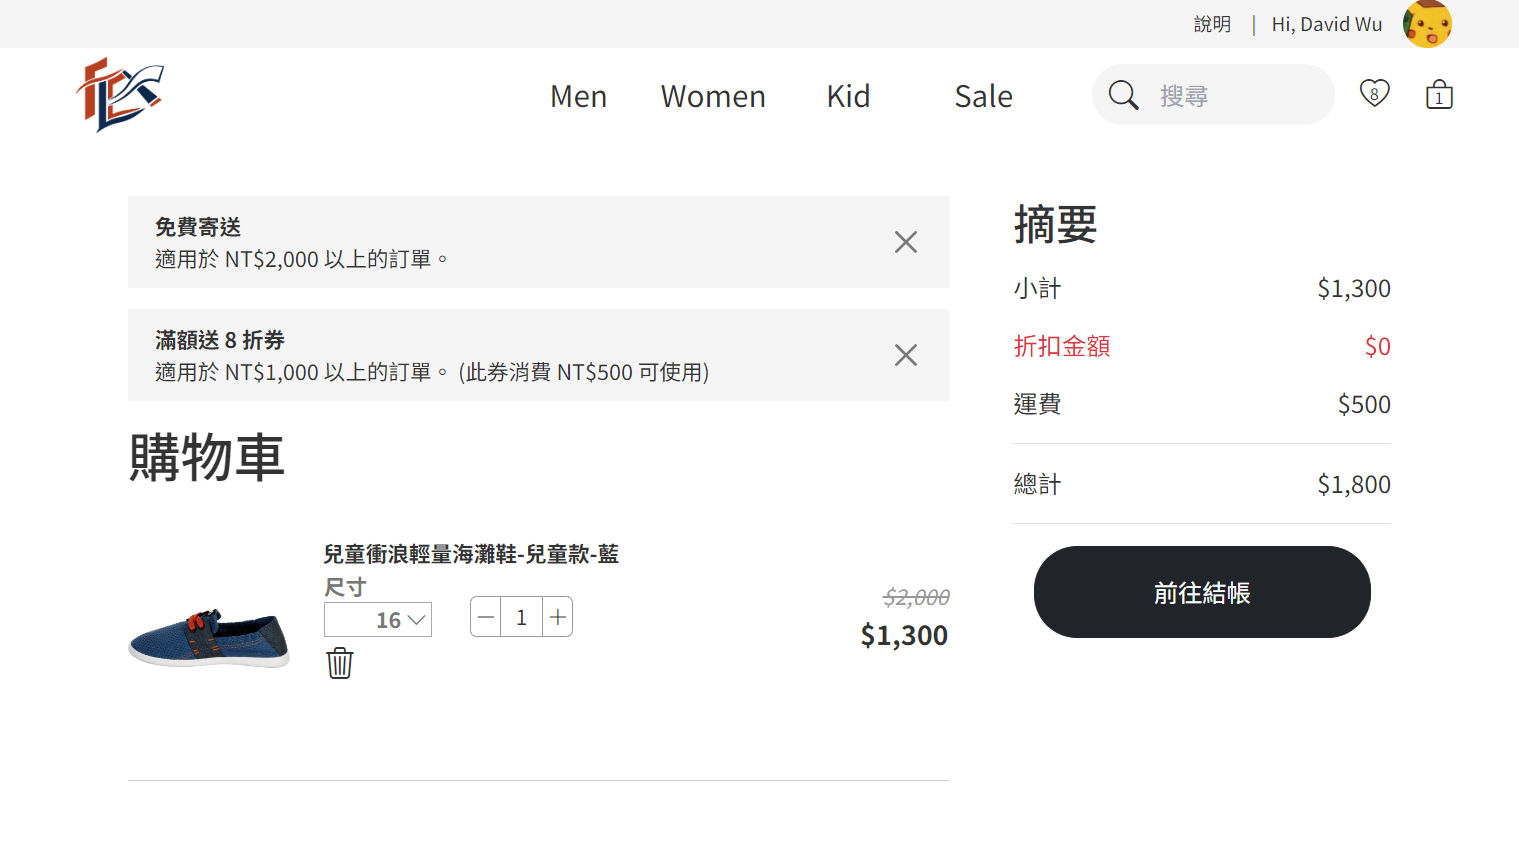 說明 | Hi, David Wu
Men Women Kid Sale 搜尋 8 1
免費寄送
適用於 NT$2,000 以上的訂單。
滿額送 8 折券
適用於 NT$1,000 以上的訂單。 (此券消費 NT$500 可使用)
購物車
兒童衝浪輕量海灘鞋-兒童款-藍
尺寸
16 1
$2,000
$1,300
摘要
小計 $1,300
折扣金額 $0
運費 $500
總計 $1,800
前往結帳